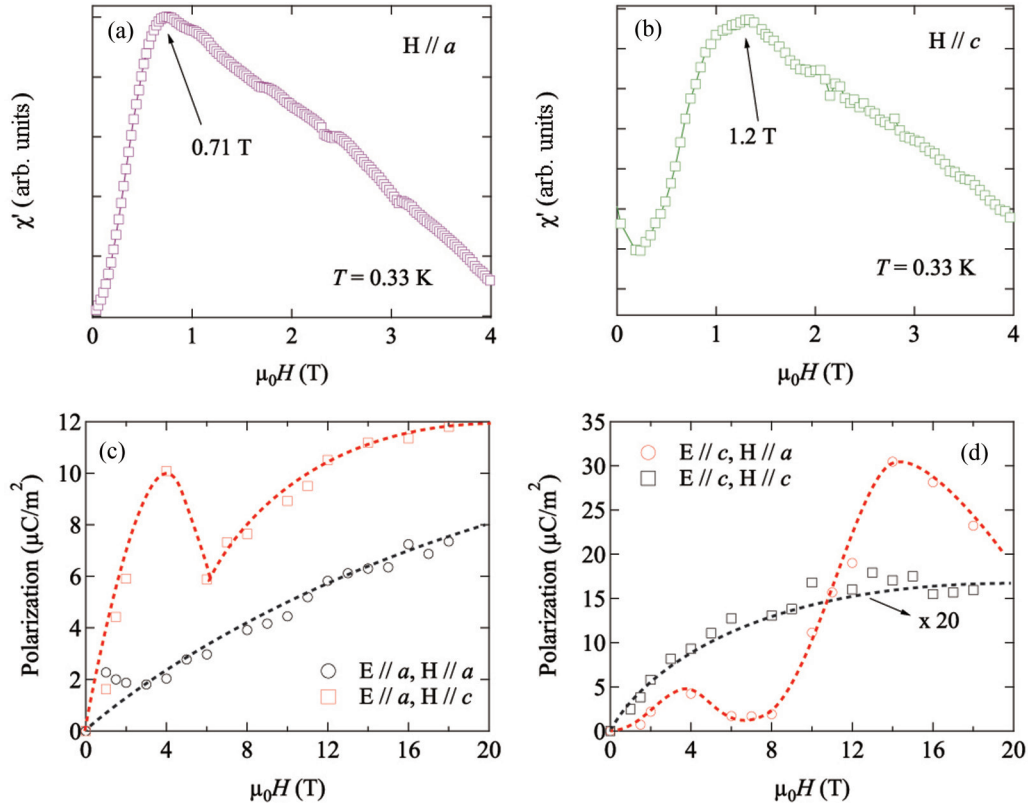 (a)
H // a
0.71 T
T = 0.33 K
χ' (arb. units)
0 1 2 3 4
μ₀H (T)
(b)
H // c
1.2 T
T = 0.33 K
χ' (arb. units)
0 1 2 3 4
μ₀H (T)
(c)
12
10
8
6
4
2
0
Polarization (μC/m²)
E // a, H // a
E // a, H // c
0 4 8 12 16 20
μ₀H (T)
(d)
35
30
25
20
15
10
5
0
Polarization (μC/m²)
E // c, H // a
E // c, H // c
x 20
0 4 8 12 16 20
μ₀H (T)